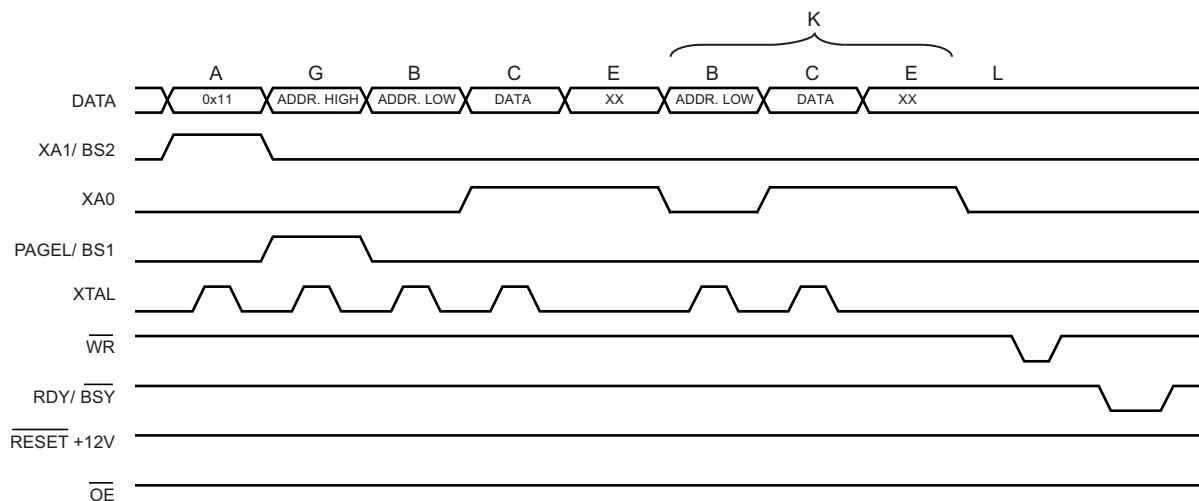 K
A G B C E B C E L
DATA 0x11 ADDR. HIGH ADDR. LOW DATA XX ADDR. LOW DATA XX
XA1/ BS2
XA0
PAGEL/ BS1
XTAL
WR
RDY/ BSY
RESET +12V
OE